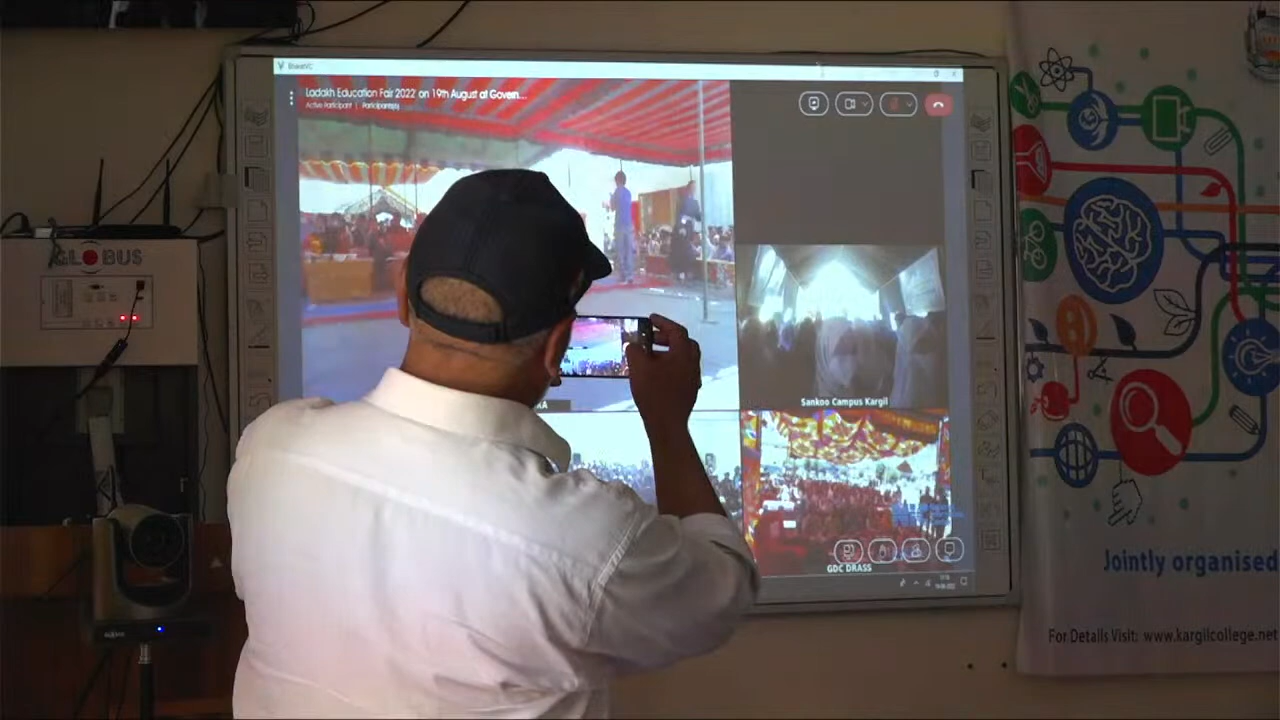 BharatVC
Ladakh Education Fair 2022' on 19th August at Govern...
Active Participant | Participants
GLOBUS
Sankoo Campus Kargil
GDC DRASS
Jointly organised
For Details Visit: www.kargilcollege.net